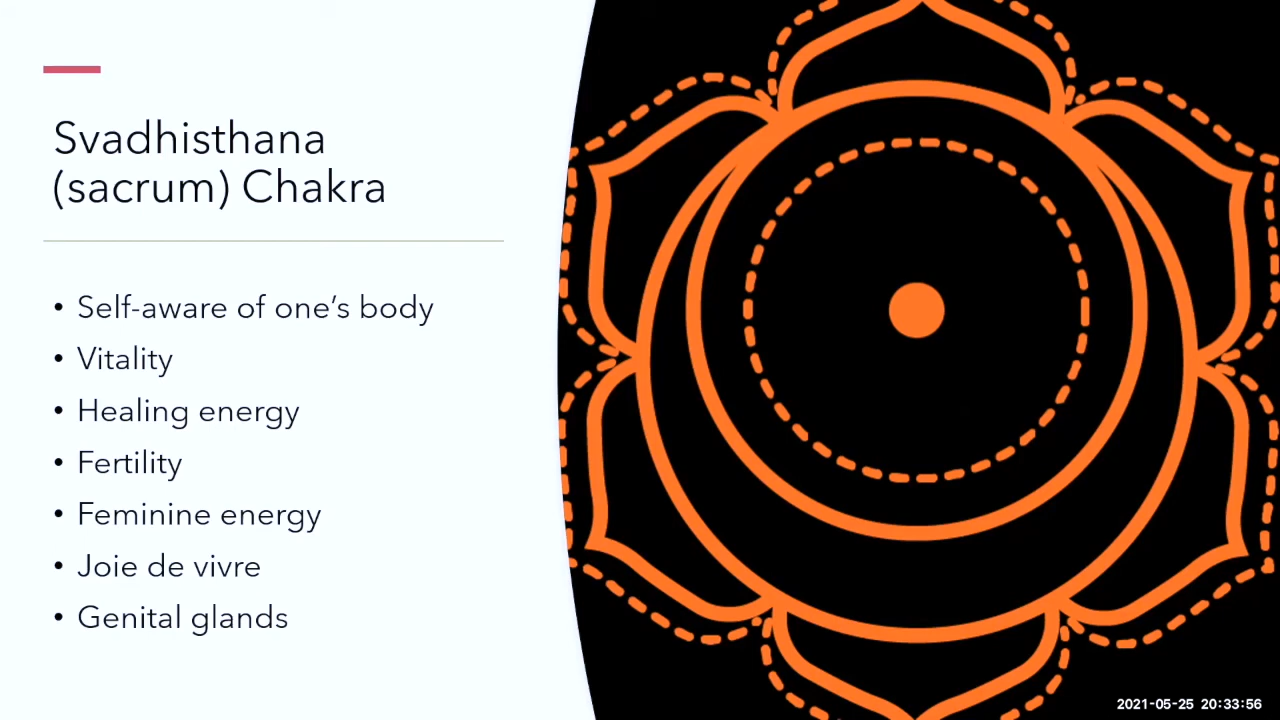 Svadhisthana
(sacrum) Chakra
• Self-aware of one’s body
• Vitality
• Healing energy
• Fertility
• Feminine energy
• Joie de vivre
• Genital glands
2021-05-25 20:33:56